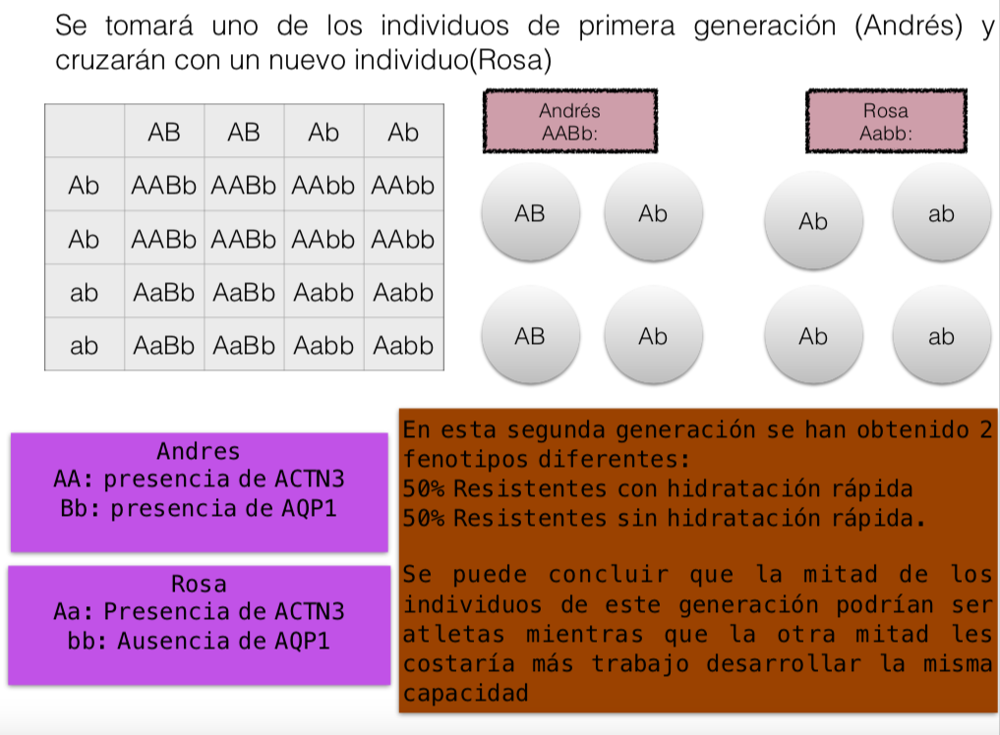 Se tomará uno de los individuos de primera generación (Andrés) y
cruzarán con un nuevo individuo(Rosa)
AB AB Ab Ab
Ab AABb AABb AAbb AAbb
Ab AABb AABb AAbb AAbb
ab AaBb AaBb Aabb Aabb
ab AaBb AaBb Aabb Aabb
Andrés
AABb:
Rosa
Aabb:
AB Ab Ab ab
AB Ab Ab ab
Andres
AA: presencia de ACTN3
Bb: presencia de AQP1
Rosa
Aa: Presencia de ACTN3
bb: Ausencia de AQP1
En esta segunda generación se han obtenido 2
fenotipos diferentes:
50% Resistentes con hidratación rápida
50% Resistentes sin hidratación rápida.
Se puede concluir que la mitad de los
individuos de este generación podrían ser
atletas mientras que la otra mitad les
costaría más trabajo desarrollar la misma
capacidad